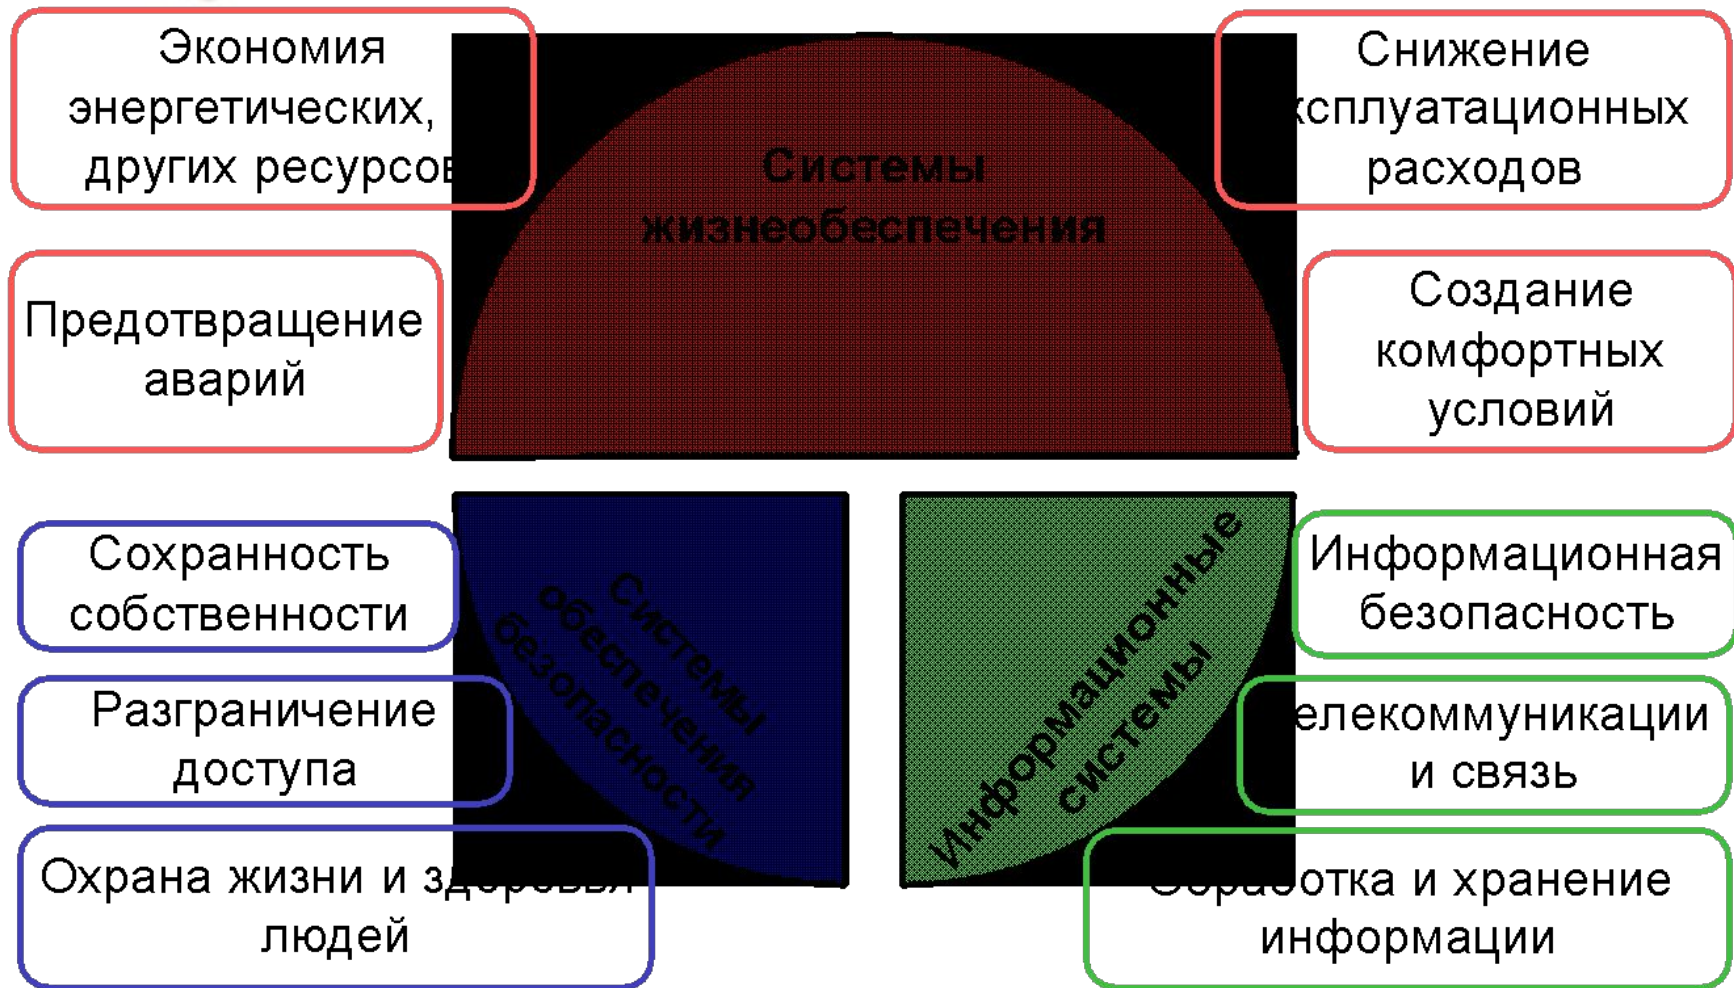 Экономия
энергетических,
других ресурсов
Снижение
ксплуатационных
расходов
Системы
жизнеобеспечения
Предотвращение
аварий
Создание
комфортных
условий
Сохранность
собственности
Системы
обеспечения
безопасности
Информационные
системы
Информационная
безопасность
Разграничение
доступа
елекоммуникации
и связь
Охрана жизни и здоровья
людей
Обработка и хранение
информации